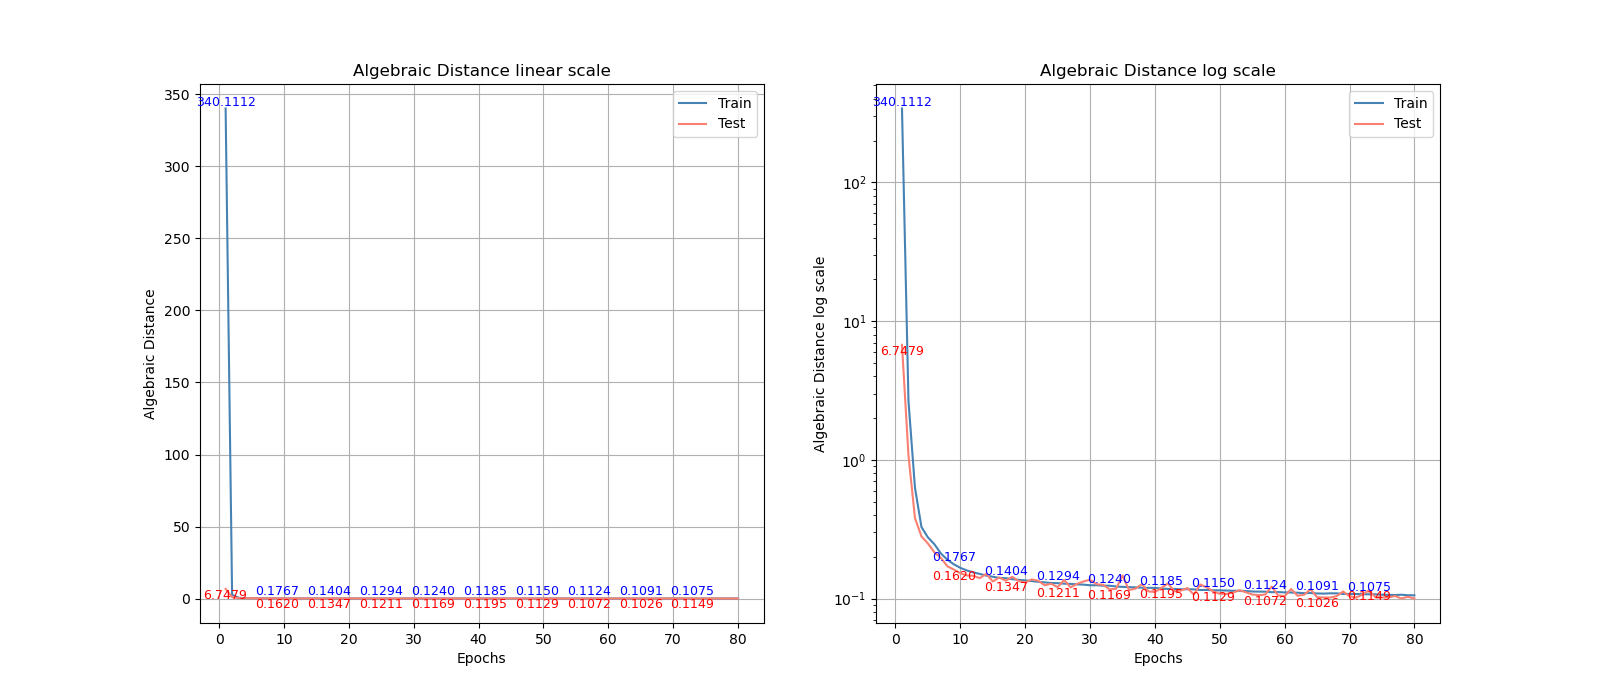 Algebraic Distance linear scale
Algebraic Distance
350
300
250
200
150
100
50
0
340.1112
Train
Test
6.7479
0.1767 0.1404 0.1294 0.1240 0.1185 0.1150 0.1124 0.1091 0.1075
0.1620 0.1347 0.1211 0.1169 0.1195 0.1129 0.1072 0.1026 0.1149
0 10 20 30 40 50 60 70 80
Epochs
Algebraic Distance log scale
Algebraic Distance log scale
10²
10¹
10⁰
10⁻¹
340.1112
Train
Test
6.7479
0.1767 0.1404 0.1294 0.1240 0.1185 0.1150 0.1124 0.1091 0.1075
0.1620 0.1347 0.1211 0.1169 0.1195 0.1129 0.1072 0.1026 0.1149
0 10 20 30 40 50 60 70 80
Epochs